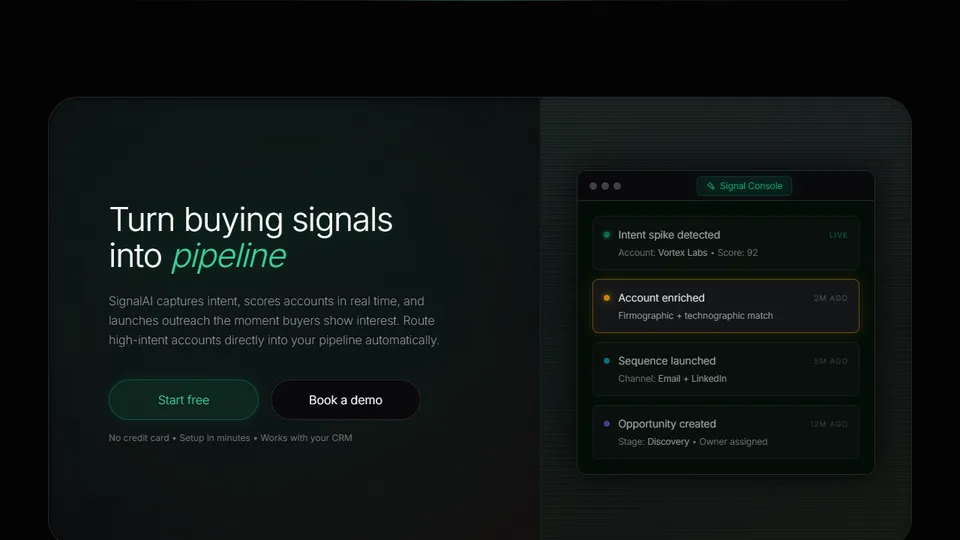 Turn buying signals
into pipeline
SignalAI captures intent, scores accounts in real time, and
launches outreach the moment buyers show interest. Route
high-intent accounts directly into your pipeline automatically.
Start free
Book a demo
No credit card • Setup in minutes • Works with your CRM
Signal Console
Intent spike detected
LIVE
Account: Vortex Labs • Score: 92
Account enriched
2M AGO
Firmographic + technographic match
Sequence launched
5M AGO
Channel: Email + LinkedIn
Opportunity created
12M AGO
Stage: Discovery • Owner assigned